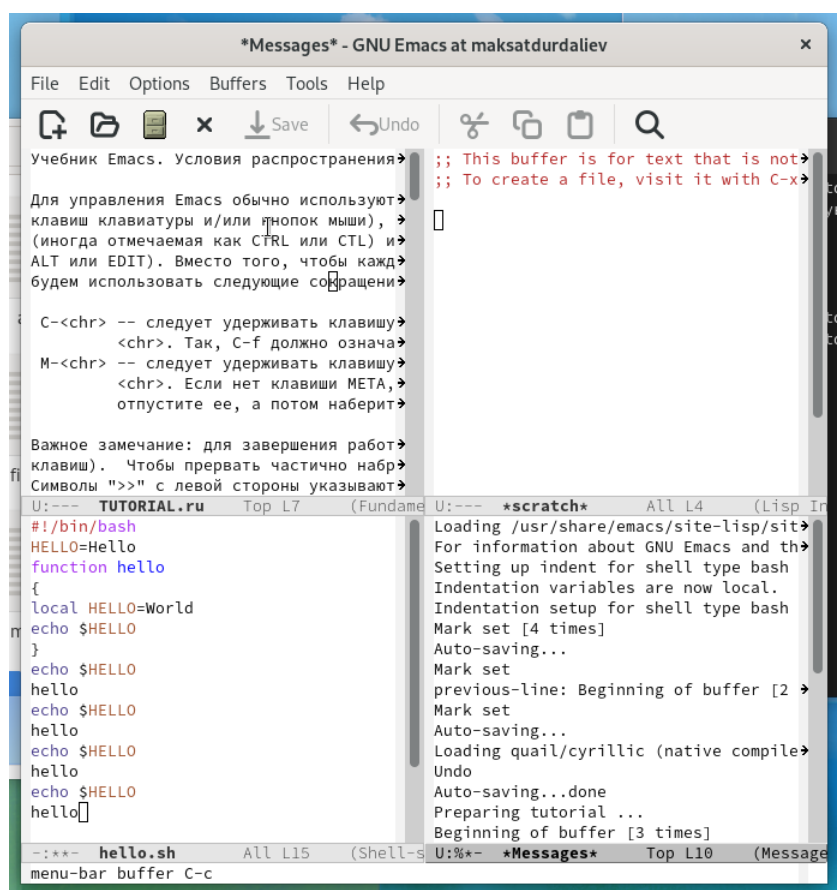 *Messages* - GNU Emacs at maksatdurdaliev
File Edit Options Buffers Tools Help
Save Undo
Учебник Emacs. Условия распространения
Для управления Emacs обычно используют
клавиш клавиатуры и/или кнопок мыши),
(иногда отмечаемая как CTRL или CTL) и
ALT или EDIT). Вместо того, чтобы кажд
будем использовать следующие сокращени
C-<chr> -- следует удерживать клавишу
<chr>. Так, C-f должно означа
M-<chr> -- следует удерживать клавишу
<chr>. Если нет клавиши META,
отпустите ее, а потом наберит
Важное замечание: для завершения работ
клавиш). Чтобы прервать частично набр
Символы ">>" с левой стороны указывают
U:--- TUTORIAL.ru Top L7 (Fundame
;; This buffer is for text that is not
;; To create a file, visit it with C-x
U:--- *scratch* All L4 (Lisp In
#!/bin/bash
HELLO=Hello
function hello
{
local HELLO=World
echo $HELLO
}
echo $HELLO
hello
echo $HELLO
hello
echo $HELLO
hello
echo $HELLO
hello
-:**- hello.sh All L15 (Shell-s
Loading /usr/share/emacs/site-lisp/sit
For information about GNU Emacs and th
Setting up indent for shell type bash
Indentation variables are now local.
Indentation setup for shell type bash
Mark set [4 times]
Auto-saving...
Mark set
previous-line: Beginning of buffer [2
Mark set
Auto-saving...
Loading quail/cyrillic (native compile
Undo
Auto-saving...done
Preparing tutorial ...
Beginning of buffer [3 times]
U:%*- *Messages* Top L10 (Message
menu-bar buffer C-c